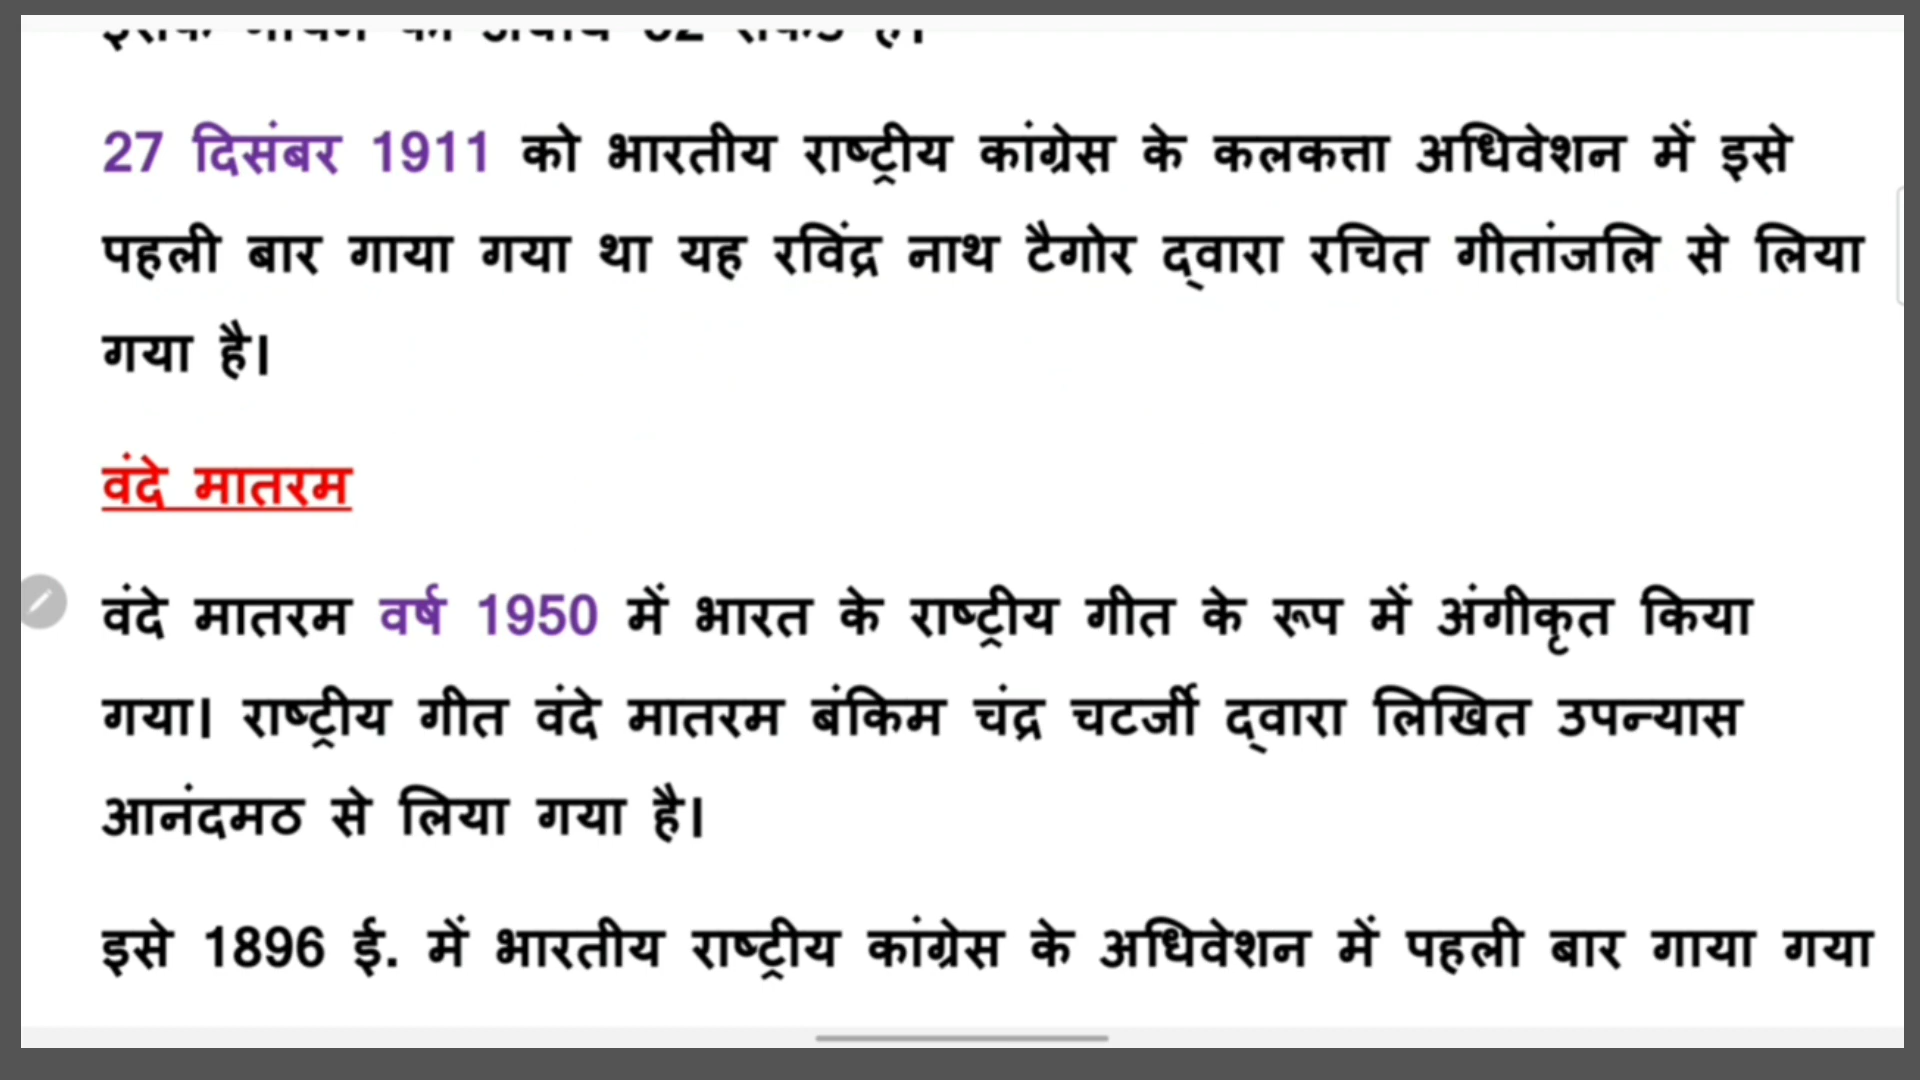 27 दिसंबर 1911 को भारतीय राष्ट्रीय कांग्रेस के कलकत्ता अधिवेशन में इसे
पहली बार गाया गया था यह रविंद्र नाथ टैगोर द्वारा रचित गीतांजलि से लिया
गया है।
वंदे मातरम
वंदे मातरम वर्ष 1950 में भारत के राष्ट्रीय गीत के रूप में अंगीकृत किया
गया। राष्ट्रीय गीत वंदे मातरम बंकिम चंद्र चटर्जी द्वारा लिखित उपन्यास
आनंदमठ से लिया गया है।
इसे 1896 ई. में भारतीय राष्ट्रीय कांग्रेस के अधिवेशन में पहली बार गाया गया